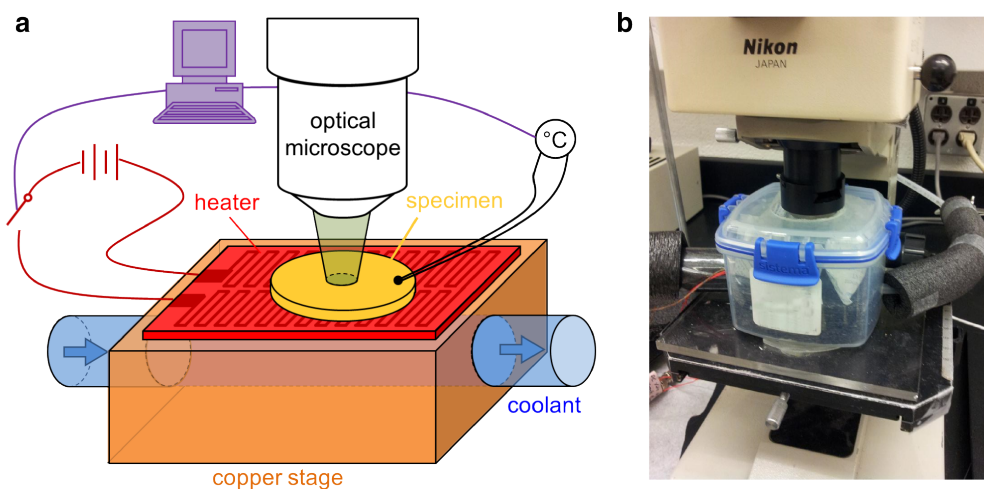 a
optical
microscope
°C
heater
specimen
coolant
copper stage
b
Nikon
JAPAN